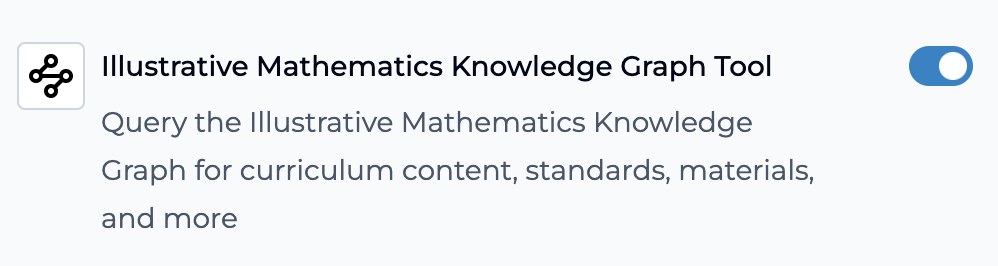 Illustrative Mathematics Knowledge Graph Tool
Query the Illustrative Mathematics Knowledge
Graph for curriculum content, standards, materials,
and more